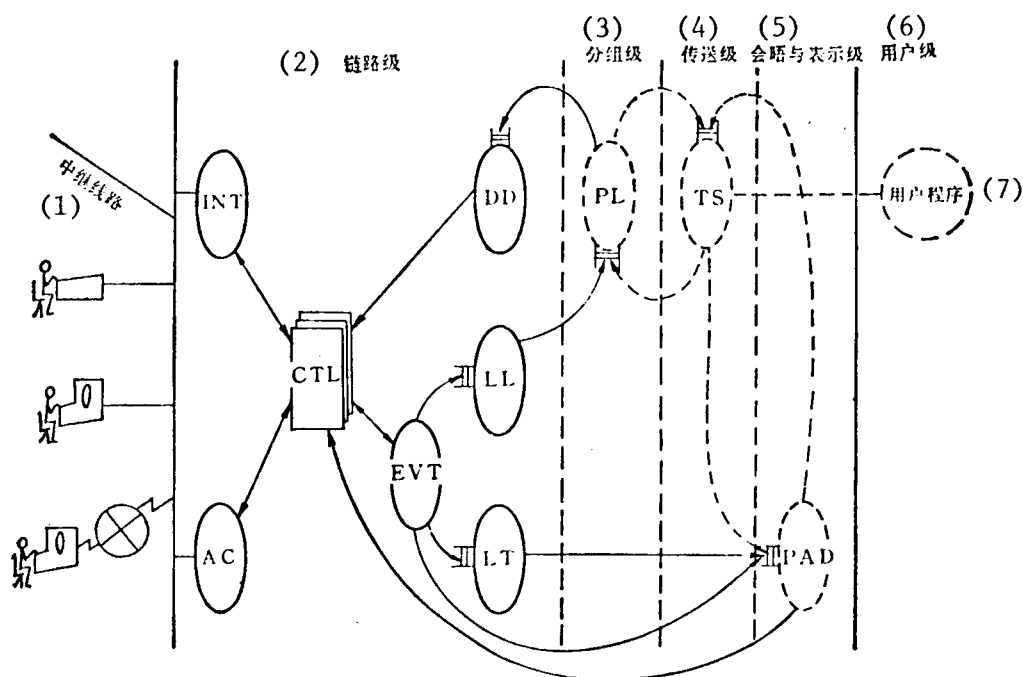 (2) 链路级
(3)
分组级
(4)
传送级
(5)
会晤与表示级
(6)
用户级
中继线路
(1)
INT
DD
PL
TS
用户程序 (7)
CTL
LL
EVT
AC
LT
PAD